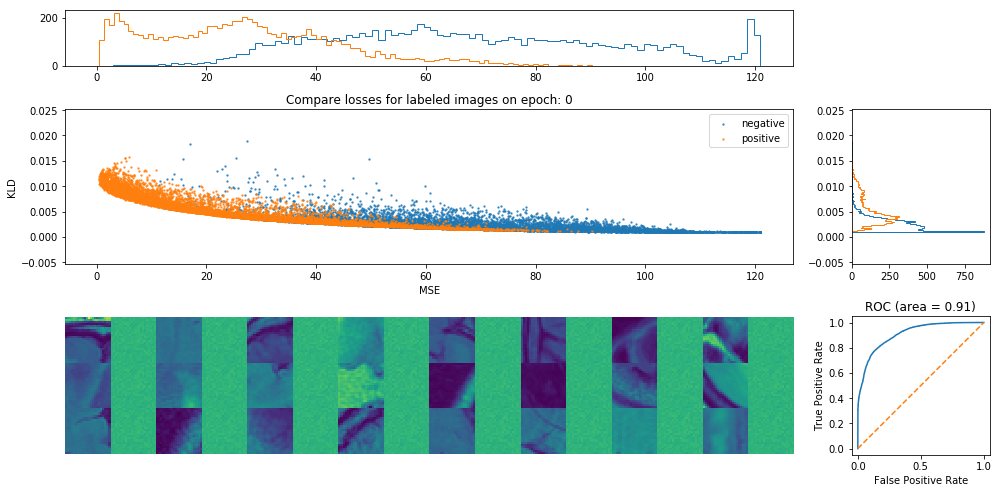 200
0
0 20 40 60 80 100 120
Compare losses for labeled images on epoch: 0
0.025
0.020
0.015
0.010
0.005
0.000
−0.005
KLD
negative
positive
0 20 40 60 80 100 120
MSE
0.025
0.020
0.015
0.010
0.005
0.000
−0.005
0 250 500 750
ROC (area = 0.91)
1.0
0.8
0.6
0.4
0.2
0.0
True Positive Rate
0.0 0.5 1.0
False Positive Rate